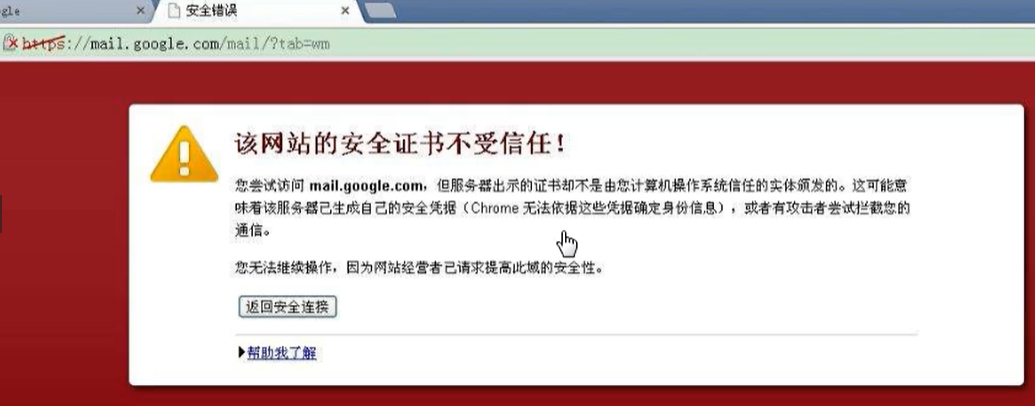 gle
安全错误
https://mail.google.com/mail/?tab=wm
该网站的安全证书不受信任！
您尝试访问 mail.google.com，但服务器出示的证书却不是由您计算机操作系统信任的实体颁发的。这可能意
味着该服务器已生成自己的安全凭据（Chrome 无法依据这些凭据确定身份信息），或者有攻击者尝试拦截您的
通信。
您无法继续操作，因为网站经营者已请求提高此域的安全性。
返回安全连接
帮助我了解